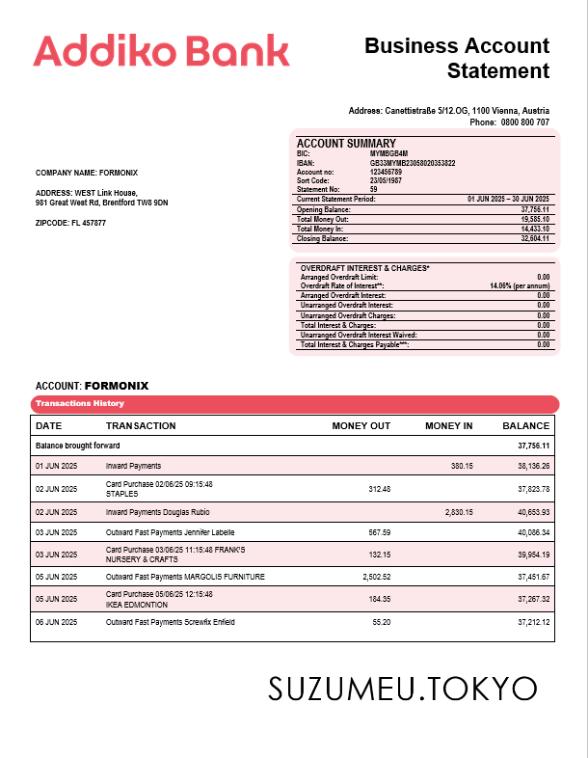 Addiko Bank
Business Account
Statement
Address: Canettistraße 5/12.OG, 1100 Vienna, Austria
Phone: 0800 800 707
COMPANY NAME: FORMONIX
ADDRESS: WEST Link House,
981 Great West Rd, Brentford TW8 9DN
ZIPCODE: FL 457877
ACCOUNT SUMMARY
BIC: MYMBGB4M
IBAN: GB33MYMB23058020353822
Account no: 123456789
Sort Code: 23/05/1987
Statement No: 59
Current Statement Period: 01 JUN 2025 – 30 JUN 2025
Opening Balance: 37,756.11
Total Money Out: 19,585.10
Total Money In: 14,433.10
Closing Balance: 32,604.11
OVERDRAFT INTEREST & CHARGES*
Arranged Overdraft Limit: 0.00
Overdraft Rate of Interest**: 14.06% (per annum)
Arranged Overdraft Interest: 0.00
Unarranged Overdraft Interest: 0.00
Unarranged Overdraft Charges: 0.00
Total Interest & Charges: 0.00
Unarranged Overdraft Interest Waived: 0.00
Total Interest & Charges Payable***: 0.00
ACCOUNT: FORMONIX
Transactions History
DATE TRANSACTION MONEY OUT MONEY IN BALANCE
Balance brought forward 37,756.11
01 JUN 2025 Inward Payments 380.15 38,136.26
02 JUN 2025 Card Purchase 02/06/25 09:15:48 312.48 37,823.78
STAPLES
02 JUN 2025 Inward Payments Douglas Rubio 2,830.15 40,653.93
03 JUN 2025 Outward Fast Payments Jennifer Labelle 567.59 40,086.34
03 JUN 2025 Card Purchase 03/06/25 11:15:48 FRANK'S 132.15 39,954.19
NURSERY & CRAFTS
05 JUN 2025 Outward Fast Payments MARGOLIS FURNITURE 2,502.52 37,451.67
05 JUN 2025 Card Purchase 05/06/25 12:15:48 184.35 37,267.32
IKEA EDMONTION
06 JUN 2025 Outward Fast Payments Screwfix Enfield 55.20 37,212.12
SUZUMEU.TOKYO